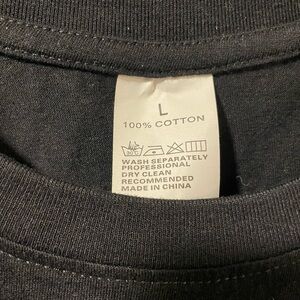 L
100% COTTON
WASH SEPARATELY
PROFESSIONAL
DRY CLEAN
RECOMMENDED
MADE IN CHINA